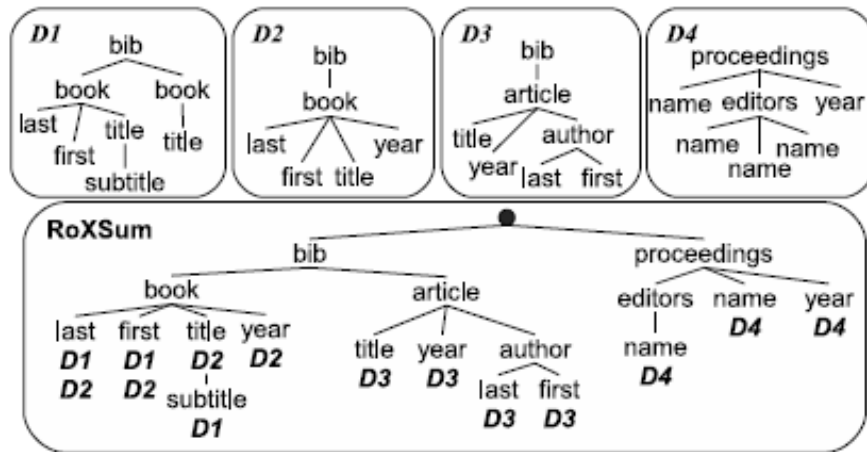 D1 D2 D3 D4
bib bib bib proceedings
book book book article name editors year
last first title title last first title year title year author name name name
subtitle last first
RoXSum
bib proceedings
book article editors name year
last first title year title year author name D4 D4
D1 D1 D2 D2 D3 D3 last first D4
D2 D2 subtitle D3 D3
D1